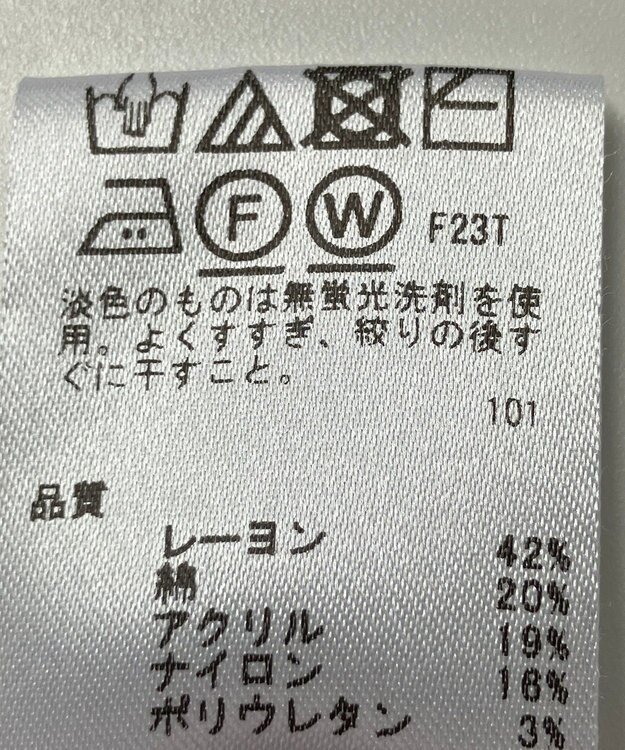 F W F23T
淡色のものは無蛍光洗剤を使
用。よくすすぎ、絞りの後す
ぐに干すこと。
101
品質
レーヨン 42%
綿 20%
アクリル 19%
ナイロン 16%
ポリウレタン 3%